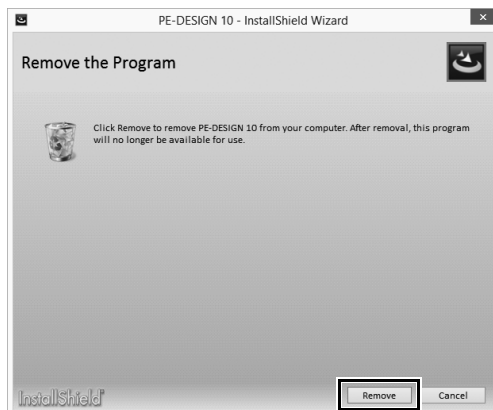 PE-DESIGN 10 - InstallShield Wizard
Remove the Program
Click Remove to remove PE-DESIGN 10 from your computer. After removal, this program
will no longer be available for use.
InstallShield
Remove Cancel